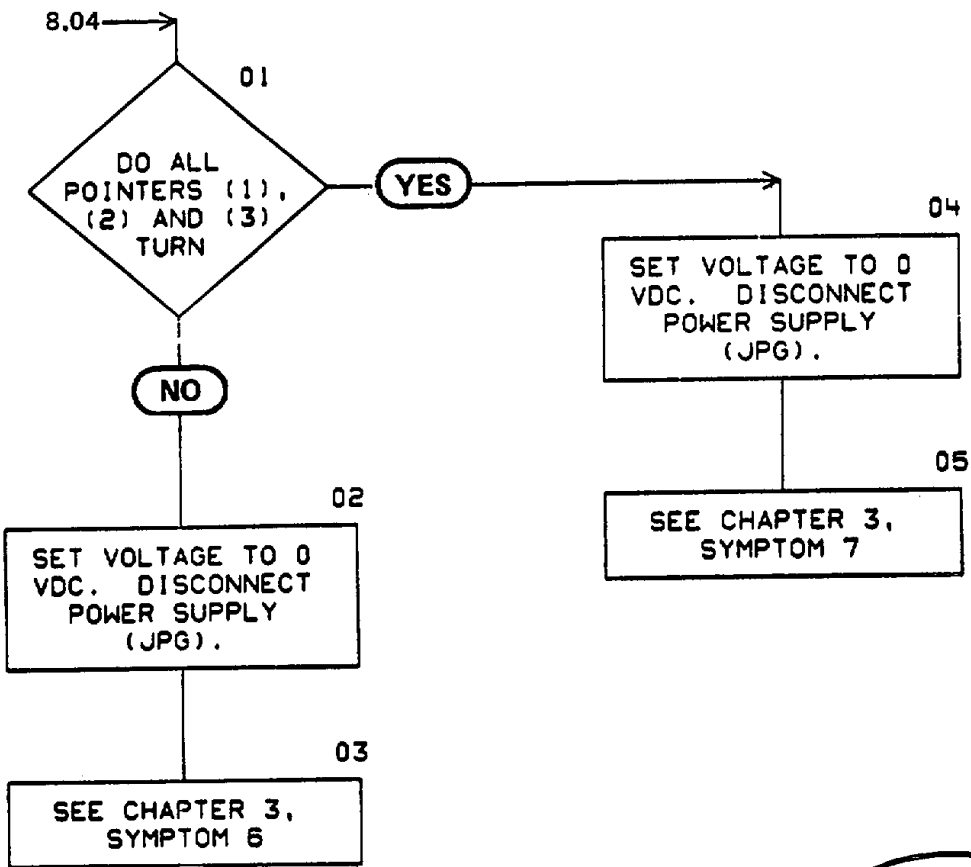 8.04
01
DO ALL
POINTERS (1),
(2) AND (3)
TURN
YES
04
SET VOLTAGE TO 0
VDC. DISCONNECT
POWER SUPPLY
(JPG).
05
SEE CHAPTER 3,
SYMPTOM 7
NO
02
SET VOLTAGE TO 0
VDC. DISCONNECT
POWER SUPPLY
(JPG).
03
SEE CHAPTER 3,
SYMPTOM 6